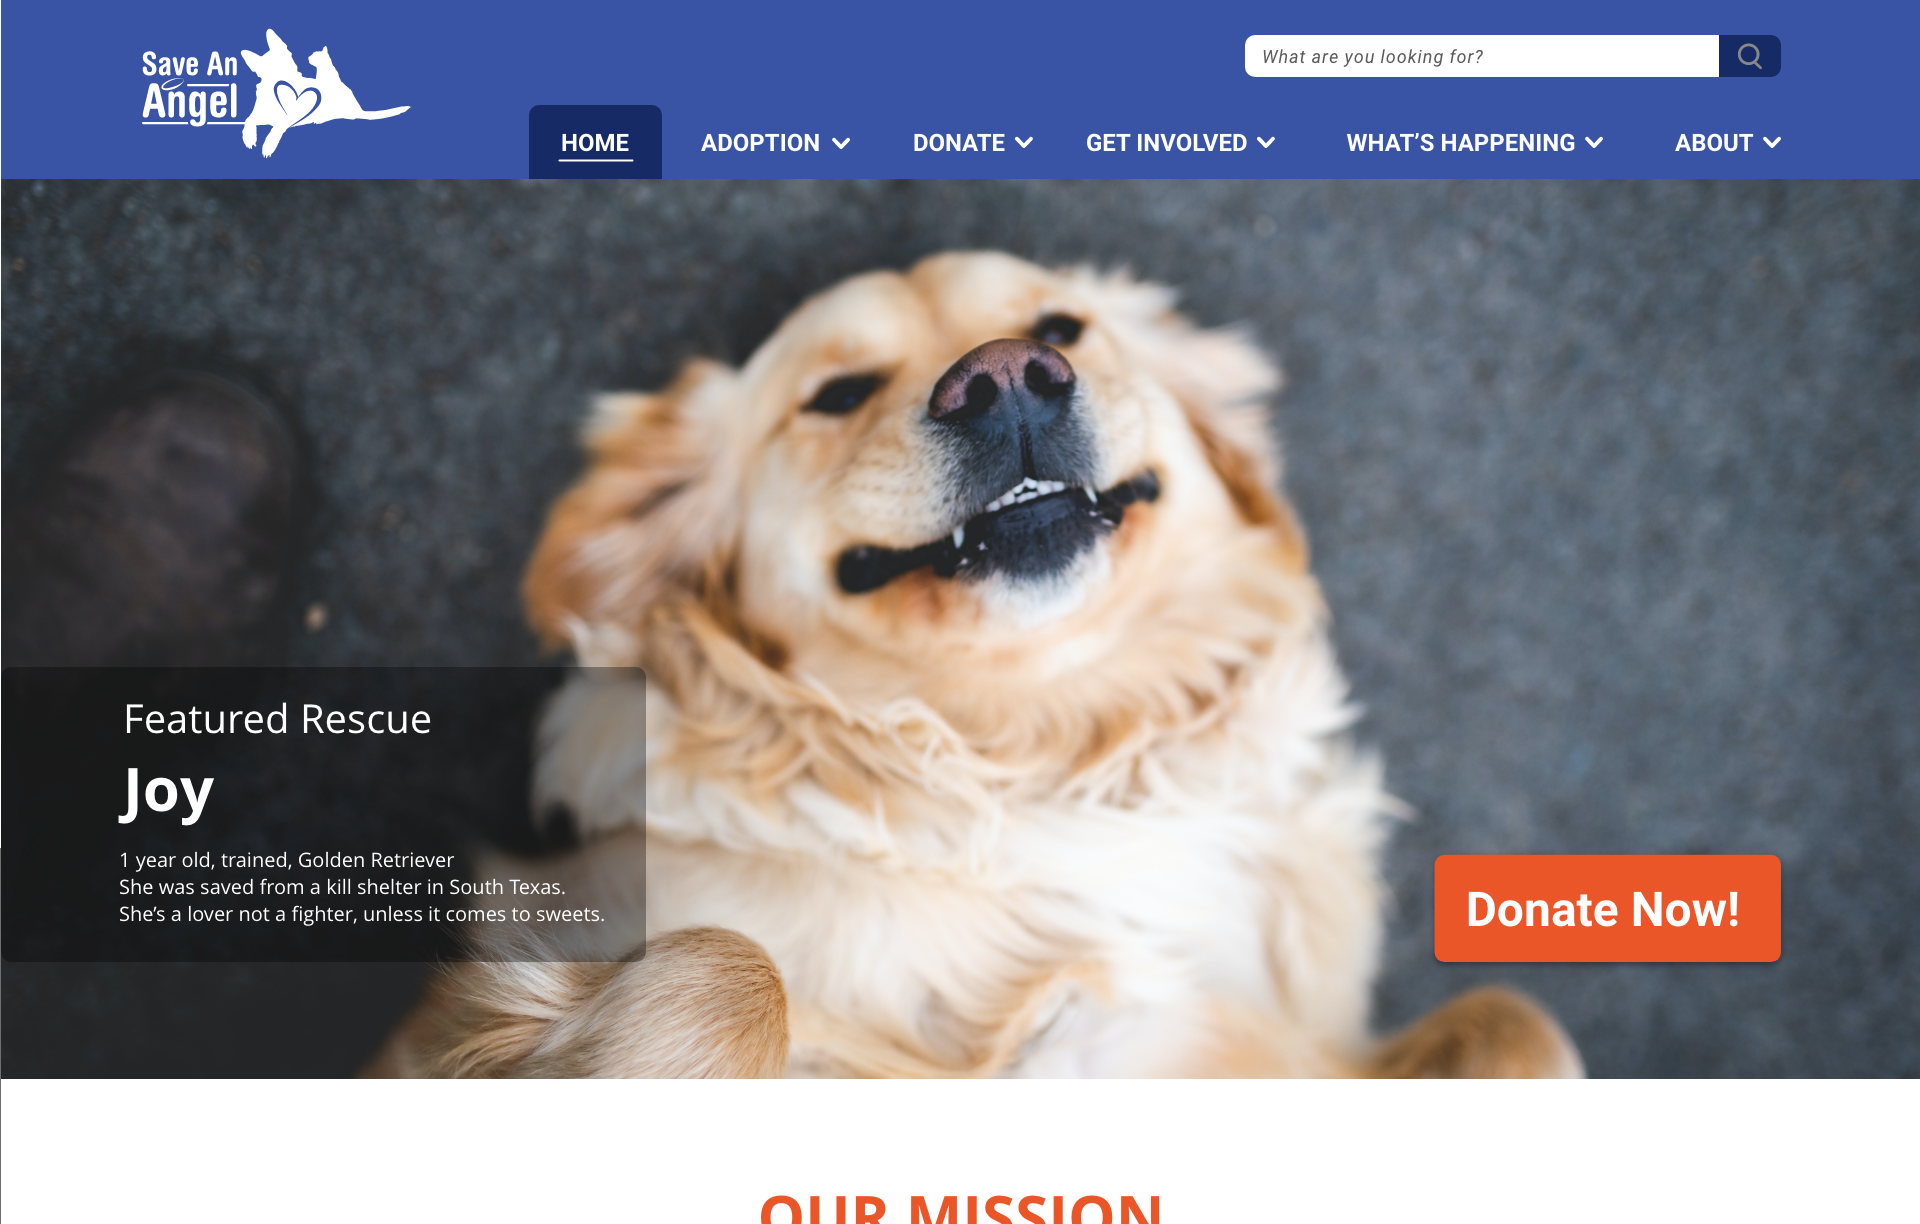 Save An
Angel
What are you looking for?
HOME
ADOPTION
DONATE
GET INVOLVED
WHAT’S HAPPENING
ABOUT
Featured Rescue
Joy
1 year old, trained, Golden Retriever
She was saved from a kill shelter in South Texas.
She’s a lover not a fighter, unless it comes to sweets.
Donate Now!
OUR MISSION